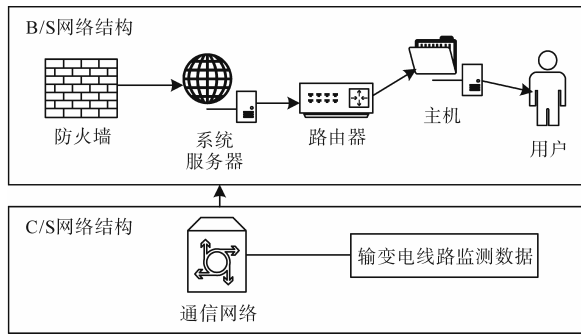 B/S网络结构
防火墙
系统
服务器
路由器
主机
用户
C/S网络结构
通信网络
输变电线路监测数据